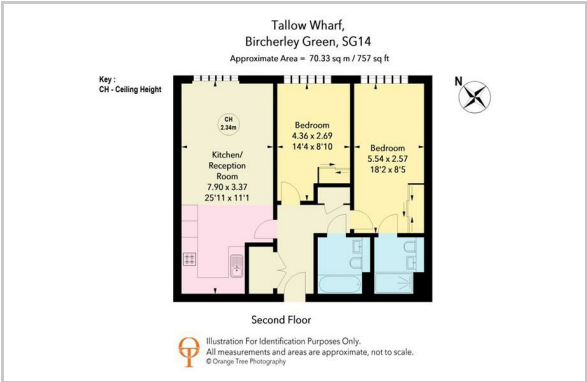 Tallow Wharf,
Bircherley Green, SG14
Approximate Area = 70.33 sq m / 757 sq ft
Key :
CH - Ceiling Height
N
CH
2.34m
Kitchen/
Reception
Room
7.90 x 3.37
25'11 x 11'1
Bedroom
4.36 x 2.69
14'4 x 8'10
Bedroom
5.54 x 2.57
18'2 x 8'5
Second Floor
Illustration For Identification Purposes Only.
All measurements and areas are approximate, not to scale.
© Orange Tree Photography